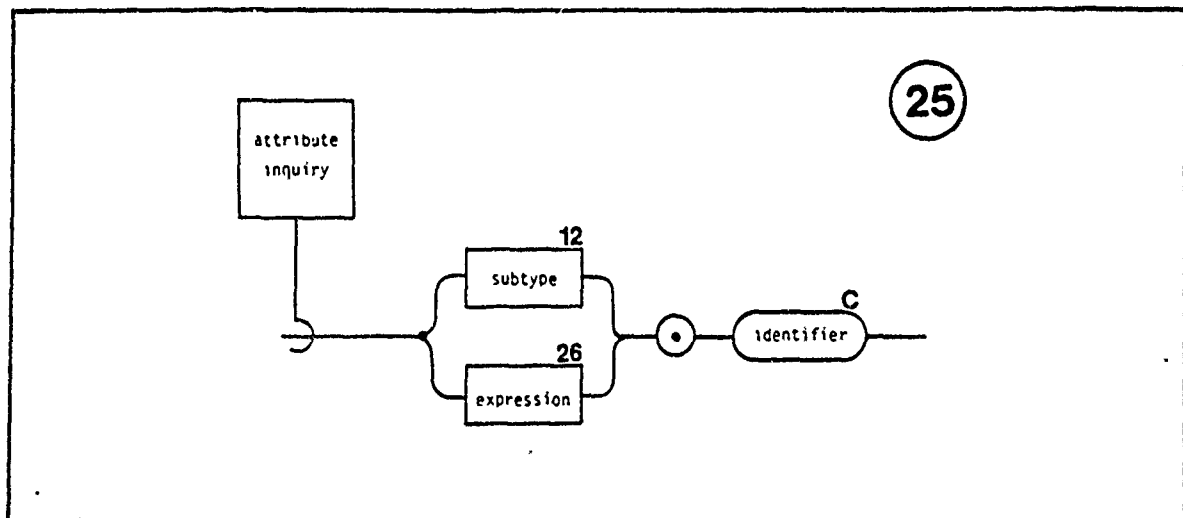 25
attribute
inquiry
12
subtype
.
C
identifier
26
expression